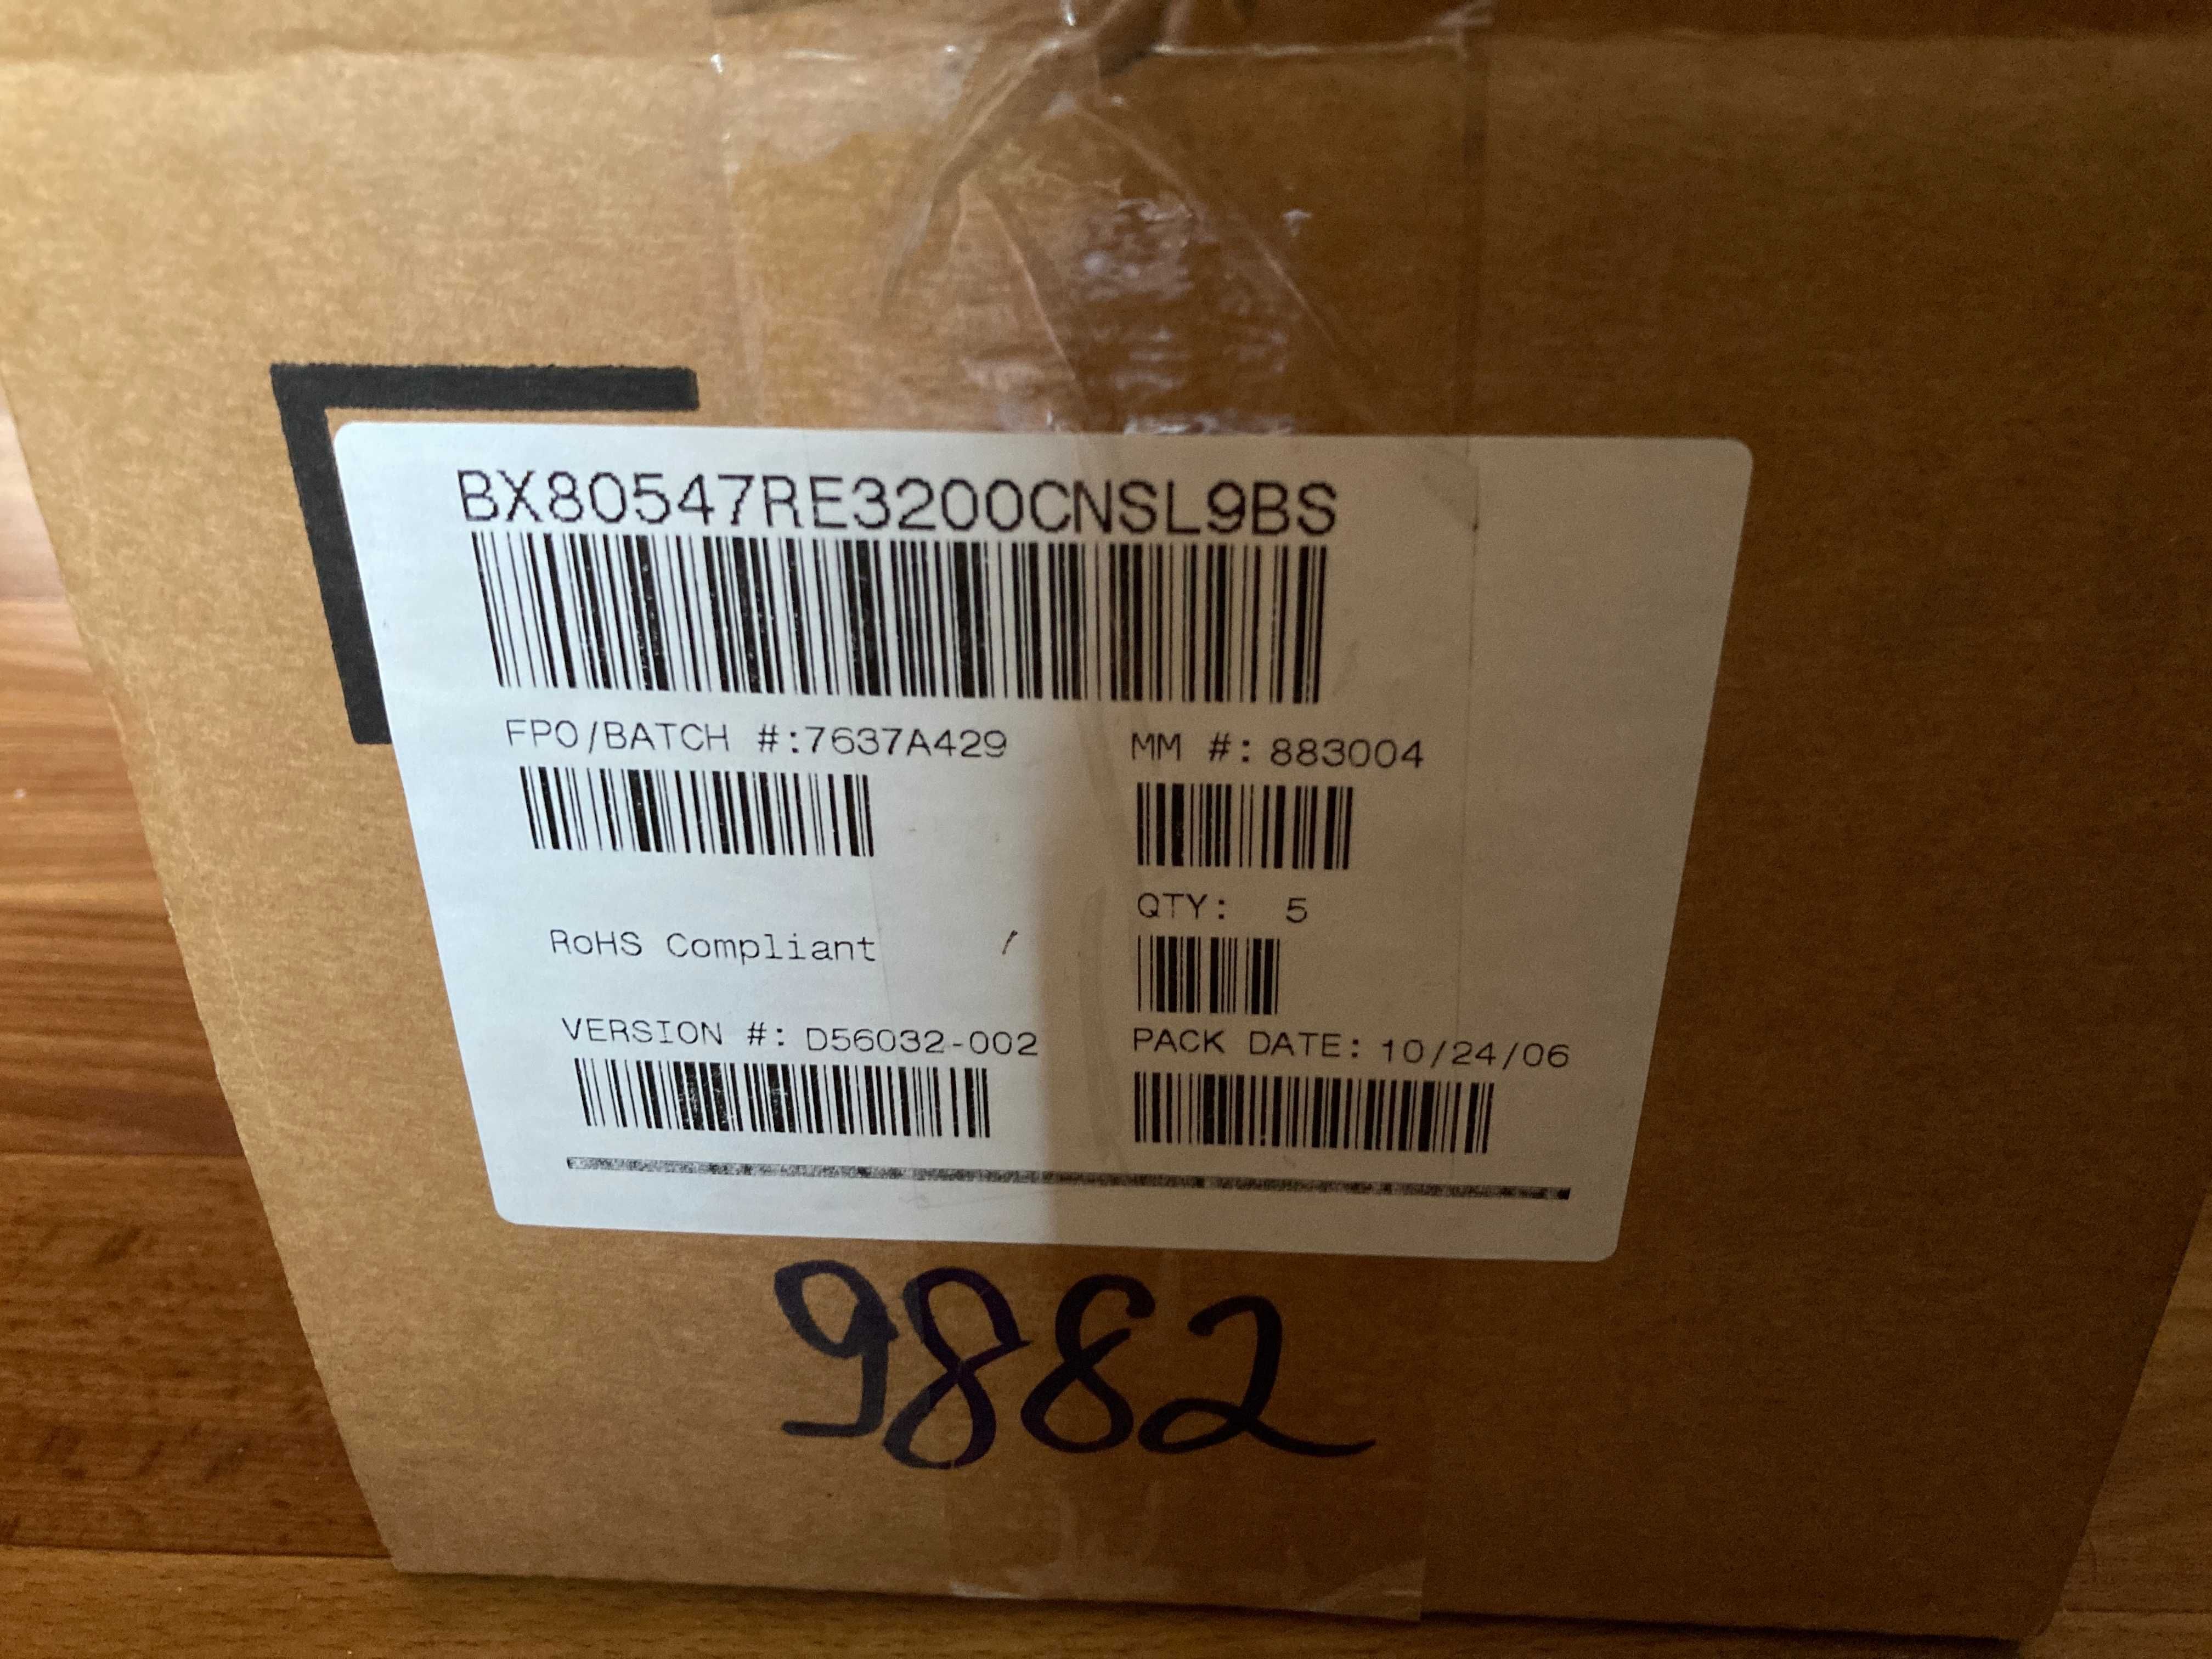 BX80547RE3200CNSL9BS
FPO/BATCH #:7637A429
MM #: 883004
QTY: 5
RoHS Compliant
VERSION #: D56032-002
PACK DATE: 10/24/06
9882